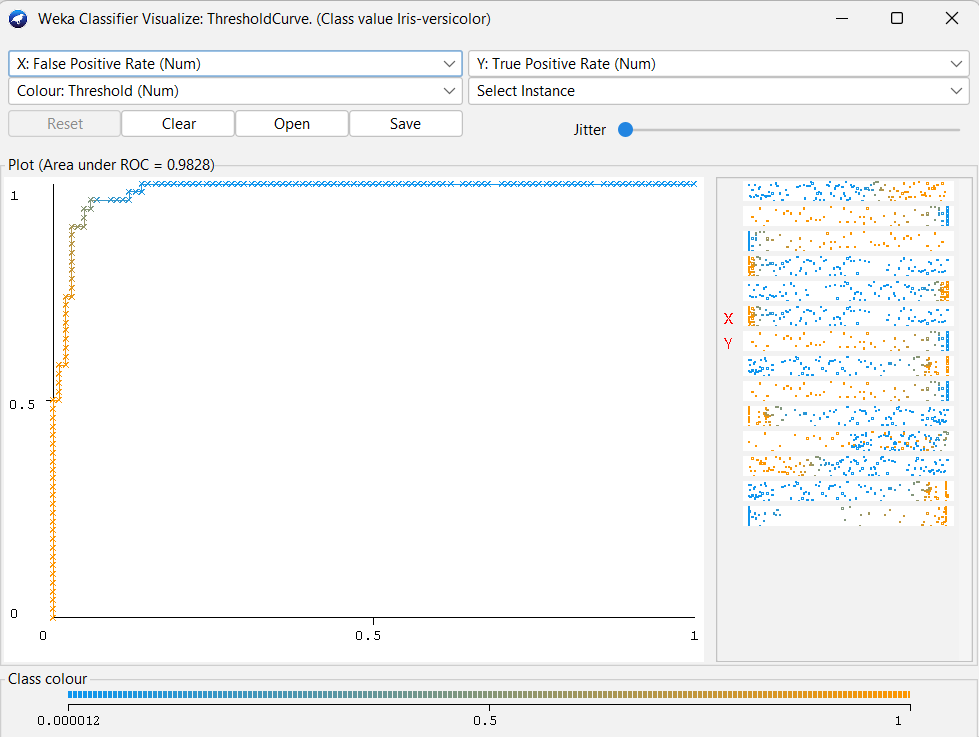 Weka Classifier Visualize: ThresholdCurve. (Class value Iris-versicolor)
X: False Positive Rate (Num)
Y: True Positive Rate (Num)
Colour: Threshold (Num)
Select Instance
Reset
Clear
Open
Save
Jitter
Plot (Area under ROC = 0.9828)
1
0.5
0
0
0.5
1
X
Y
Class colour
0.000012
0.5
1